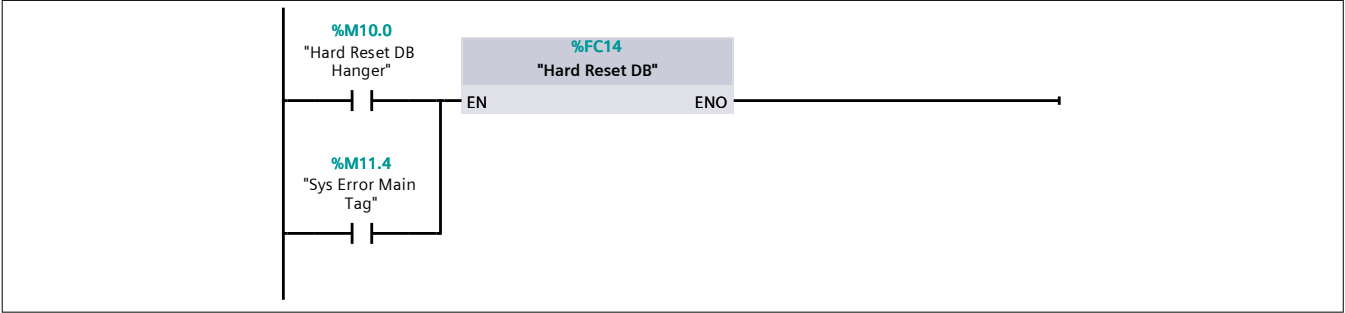 %M10.0
"Hard Reset DB
Hanger"
%FC14
"Hard Reset DB"
EN
ENO
%M11.4
"Sys Error Main
Tag"